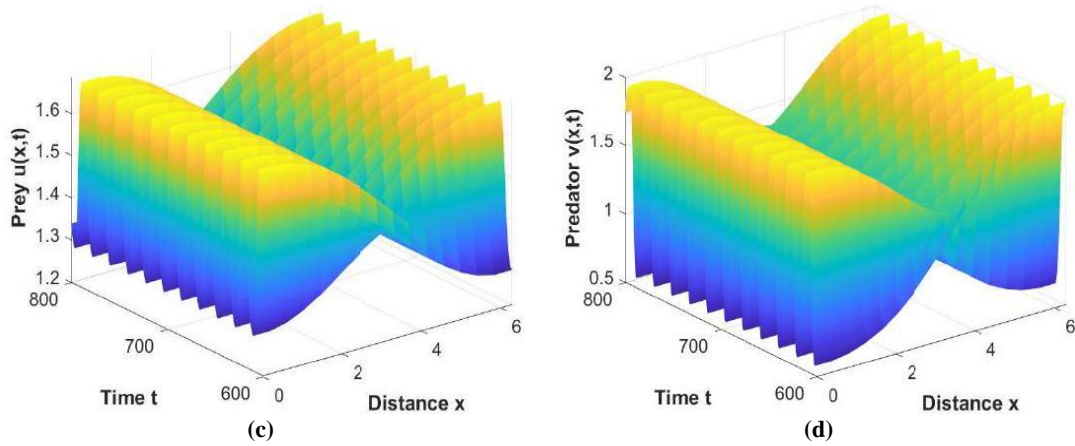 Prey u(x,t)
1.6
1.5
1.4
1.3
1.2
800
700
600
Time t
0
2
4
6
Distance x
(c)
Predator v(x,t)
2
1.5
1
0.5
800
700
600
Time t
0
2
4
6
Distance x
(d)